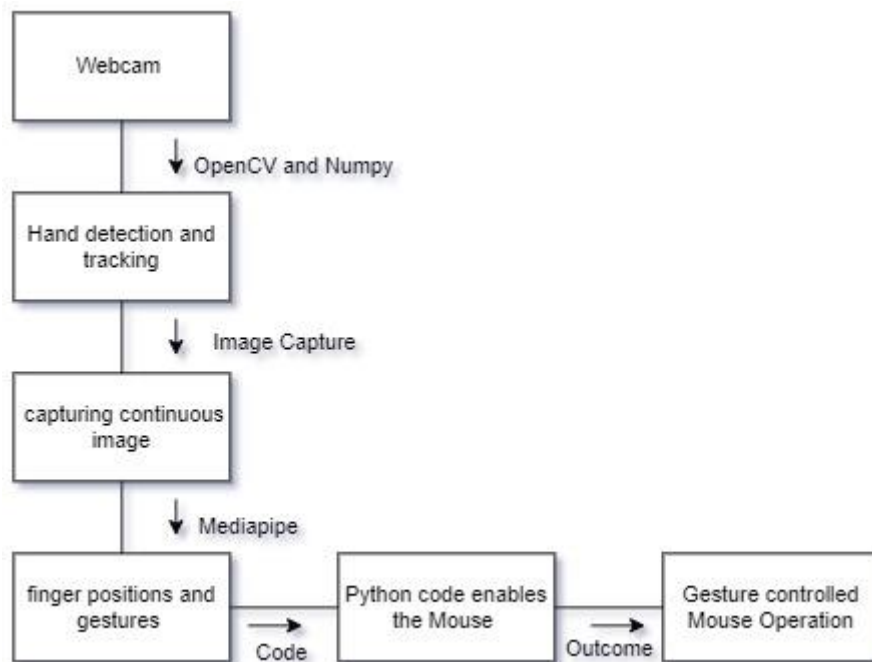 Webcam
OpenCV and Numpy
Hand detection and
tracking
Image Capture
capturing continuous
image
Mediapipe
finger positions and
gestures
Code
Python code enables
the Mouse
Outcome
Gesture controlled
Mouse Operation